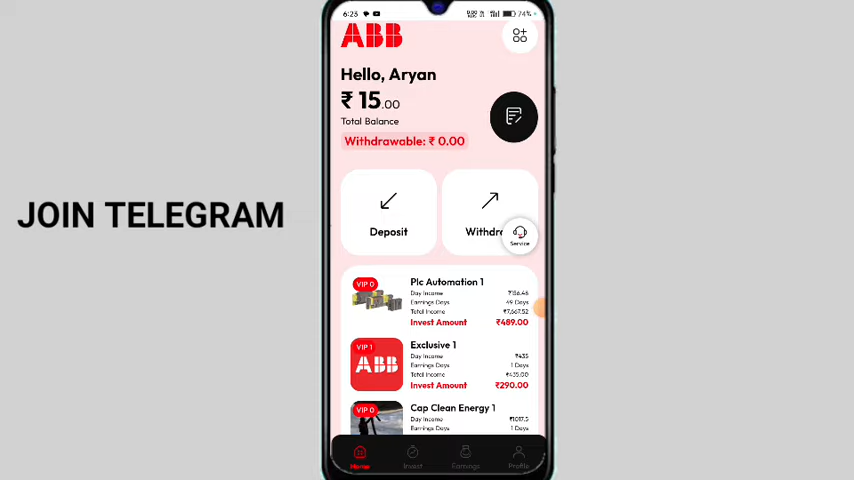 6:23
74%
ABB
Hello, Aryan
₹ 15.00
Total Balance
Withdrawable: ₹ 0.00
JOIN TELEGRAM
Deposit
Withdr
Service
VIP 0
Plc Automation 1
Day Income ₹156.46
Earnings Days 49 Days
Total Income ₹7,667.52
Invest Amount ₹489.00
VIP 1
ABB
Exclusive 1
Day Income ₹435
Earnings Days 1 Days
Total Income ₹435.00
Invest Amount ₹290.00
VIP 0
Cap Clean Energy 1
Day Income ₹1017.5
Earnings Days 1 Days
Home Invest Earnings Profile